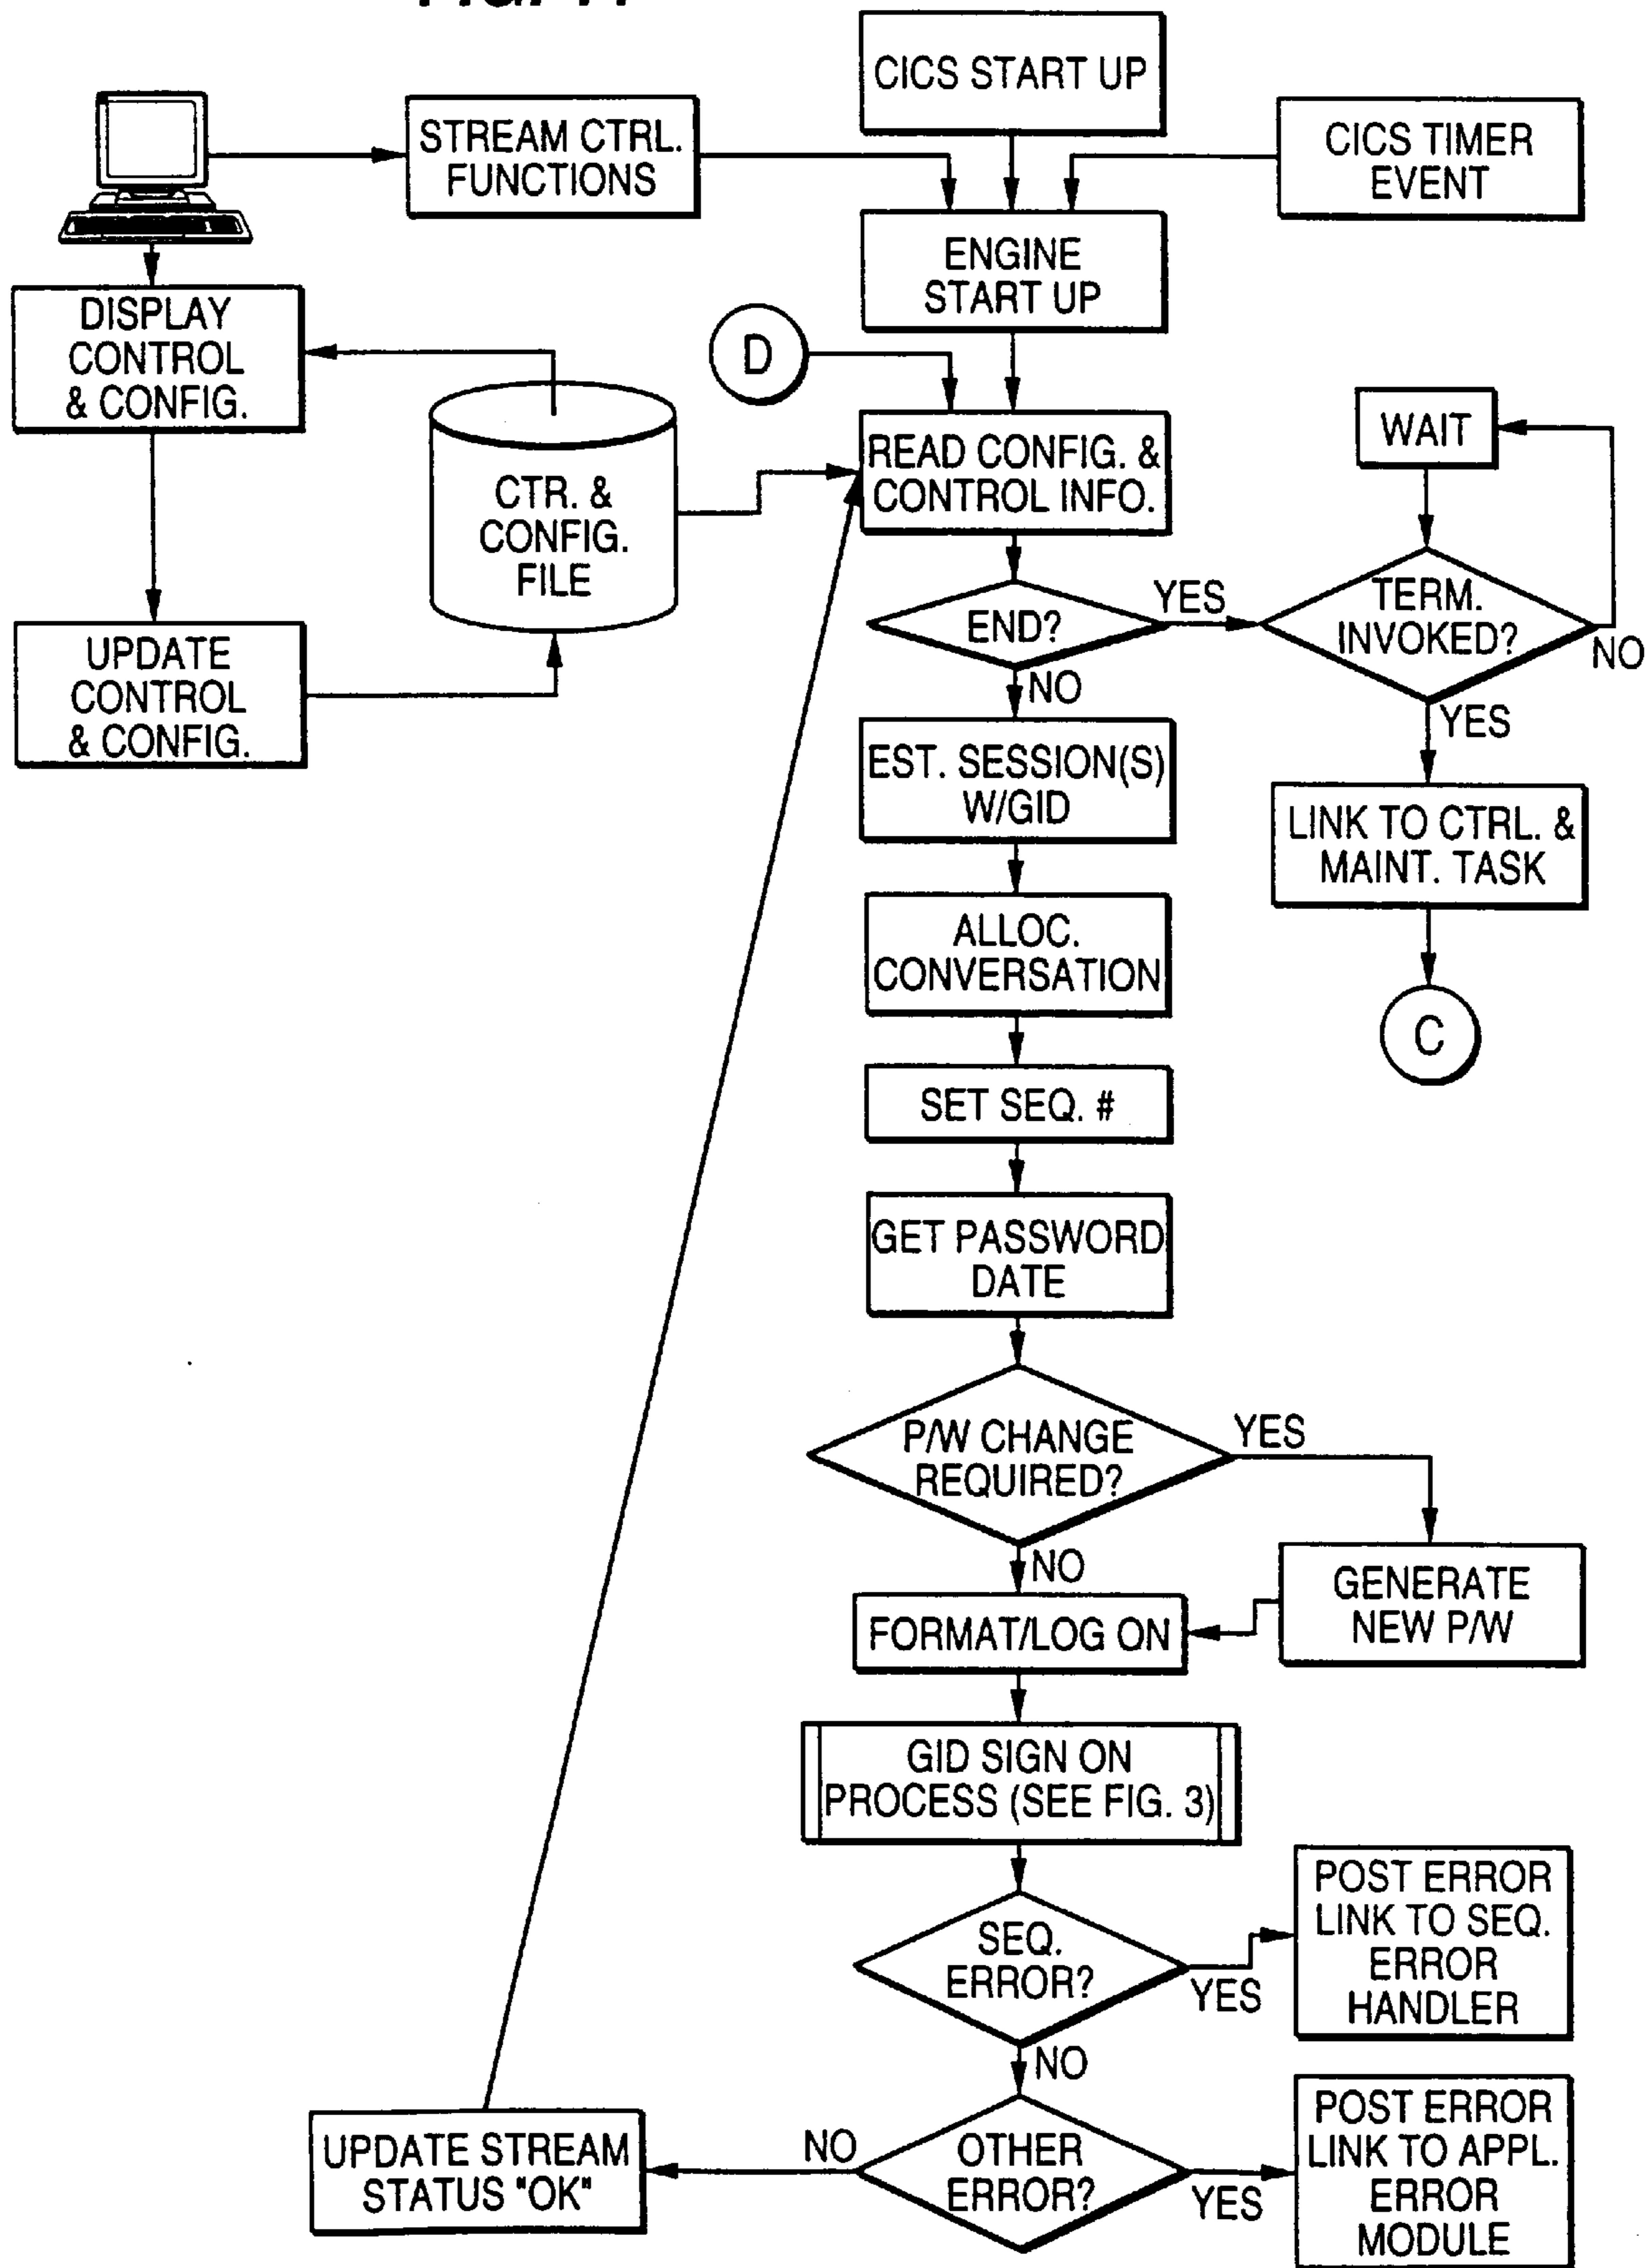 CICS START UP
STREAM CTRL.
FUNCTIONS
CICS TIMER
EVENT
ENGINE
START UP
DISPLAY
CONTROL
& CONFIG.
D
READ CONFIG. &
CONTROL INFO.
WAIT
CTR. &
CONFIG.
FILE
END?
YES
TERM.
INVOKED?
NO
NO
YES
UPDATE
CONTROL
& CONFIG.
EST. SESSION(S)
W/GID
LINK TO CTRL. &
MAINT. TASK
ALLOC.
CONVERSATION
C
SET SEQ. #
GET PASSWORD
DATE
P/W CHANGE
REQUIRED?
YES
NO
GENERATE
NEW P/W
FORMAT/LOG ON
GID SIGN ON
PROCESS (SEE FIG. 3)
SEQ.
ERROR?
YES
POST ERROR
LINK TO SEQ.
ERROR
HANDLER
NO
OTHER
ERROR?
NO
YES
UPDATE STREAM
STATUS "OK"
POST ERROR
LINK TO APPL.
ERROR
MODULE